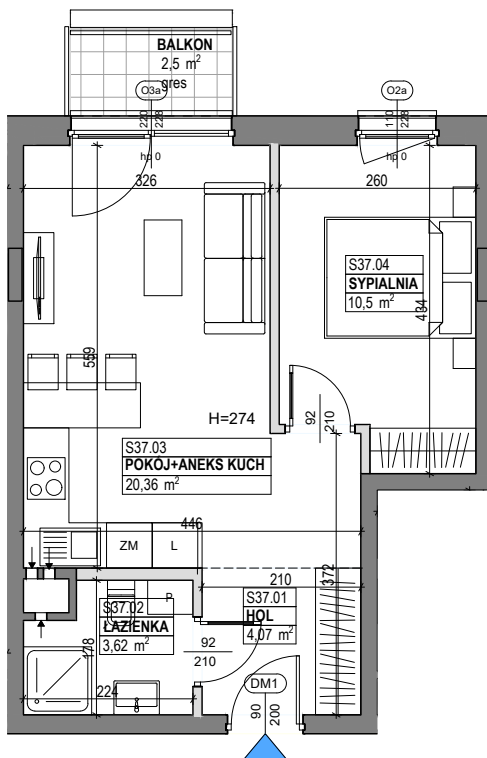 BALKON
2,5 m²
gres
O3a
220
228
hp 0
O2a
110
228
hp 0
326
260
S37.04
SYPIALNIA
10,5 m²
434
559
H=274
92
210
S37.03
POKÓJ+ANEKS KUCH
20,36 m²
446
ZM
L
210
372
S37.02
ŁAZIENKA
3,62 m²
P
S37.01
HOL
4,07 m²
92
210
178
224
DM1
90
200